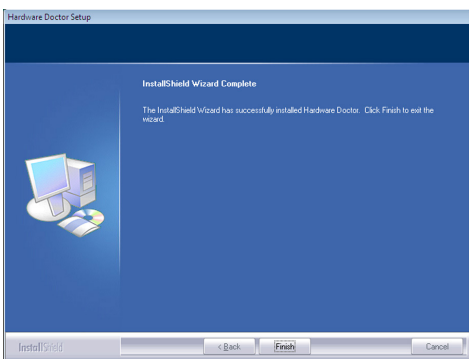 Hardware Doctor Setup
InstallShield Wizard Complete
The InstallShield Wizard has successfully installed Hardware Doctor. Click Finish to exit the
wizard.
InstallShield
< Back
Finish
Cancel